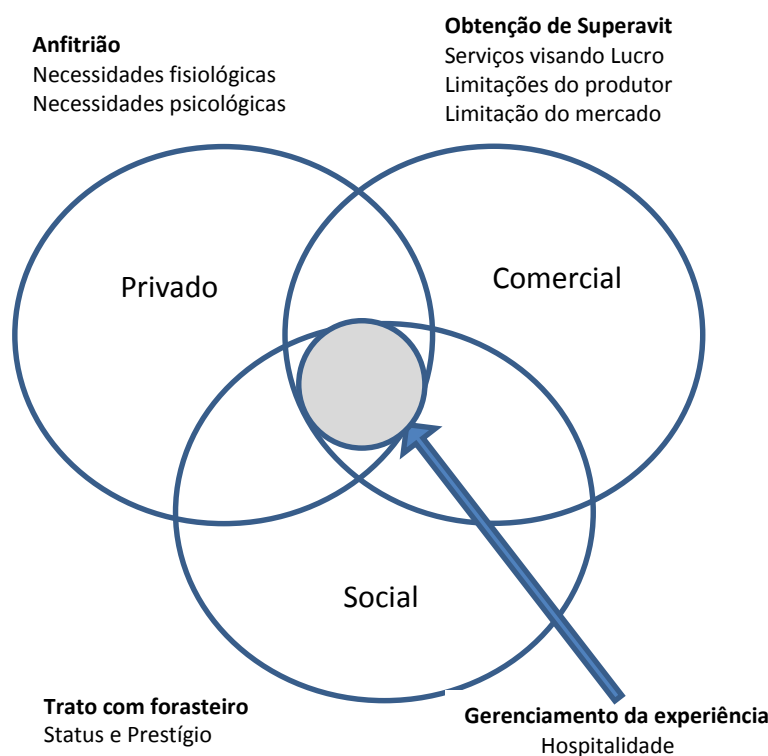 Anfitrião
Necessidades fisiológicas
Necessidades psicológicas
Obtenção de Superavit
Serviços visando Lucro
Limitações do produtor
Limitação do mercado
Privado
Comercial
Social
Trato com forasteiro
Status e Prestígio
Gerenciamento da experiência
Hospitalidade